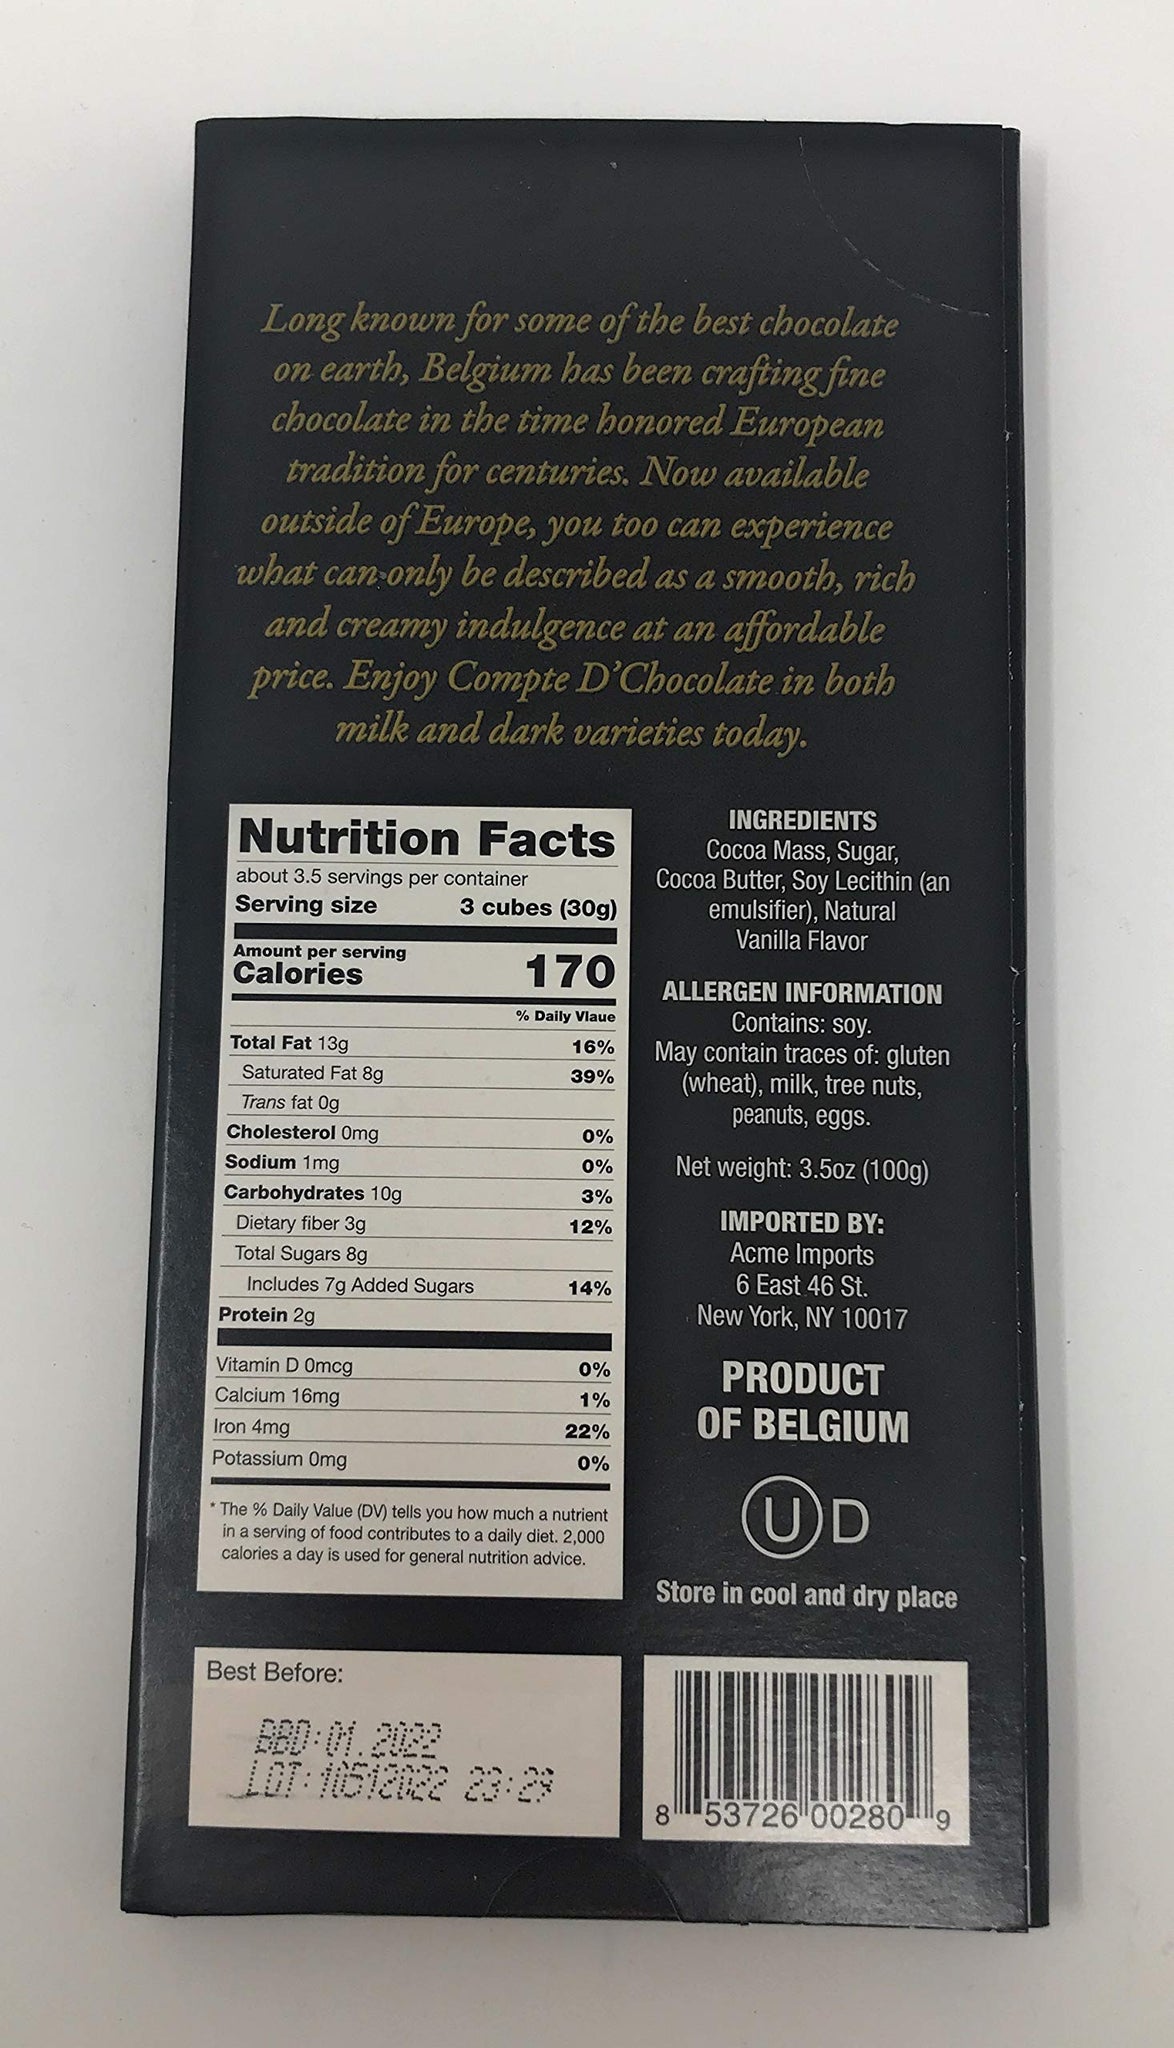 Long known for some of the best chocolate
on earth, Belgium has been crafting fine
chocolate in the time honored European
tradition for centuries. Now available
outside of Europe, you too can experience
what can only be described as a smooth, rich
and creamy indulgence at an affordable
price. Enjoy Compte D'Chocolate in both
milk and dark varieties today.
Nutrition Facts
about 3.5 servings per container
Serving size 3 cubes (30g)
Amount per serving
Calories 170
% Daily Vlaue
Total Fat 13g 16%
Saturated Fat 8g 39%
Trans fat 0g
Cholesterol 0mg 0%
Sodium 1mg 0%
Carbohydrates 10g 3%
Dietary fiber 3g 12%
Total Sugars 8g
Includes 7g Added Sugars 14%
Protein 2g
Vitamin D 0mcg 0%
Calcium 16mg 1%
Iron 4mg 22%
Potassium 0mg 0%
* The % Daily Value (DV) tells you how much a nutrient
in a serving of food contributes to a daily diet. 2,000
calories a day is used for general nutrition advice.
INGREDIENTS
Cocoa Mass, Sugar,
Cocoa Butter, Soy Lecithin (an
emulsifier), Natural
Vanilla Flavor
ALLERGEN INFORMATION
Contains: soy.
May contain traces of: gluten
(wheat), milk, tree nuts,
peanuts, eggs.
Net weight: 3.5oz (100g)
IMPORTED BY:
Acme Imports
6 East 46 St.
New York, NY 10017
PRODUCT
OF BELGIUM
U D
Store in cool and dry place
Best Before:
BBD:01.2022
LOT:10512022
8 53726 00280 9